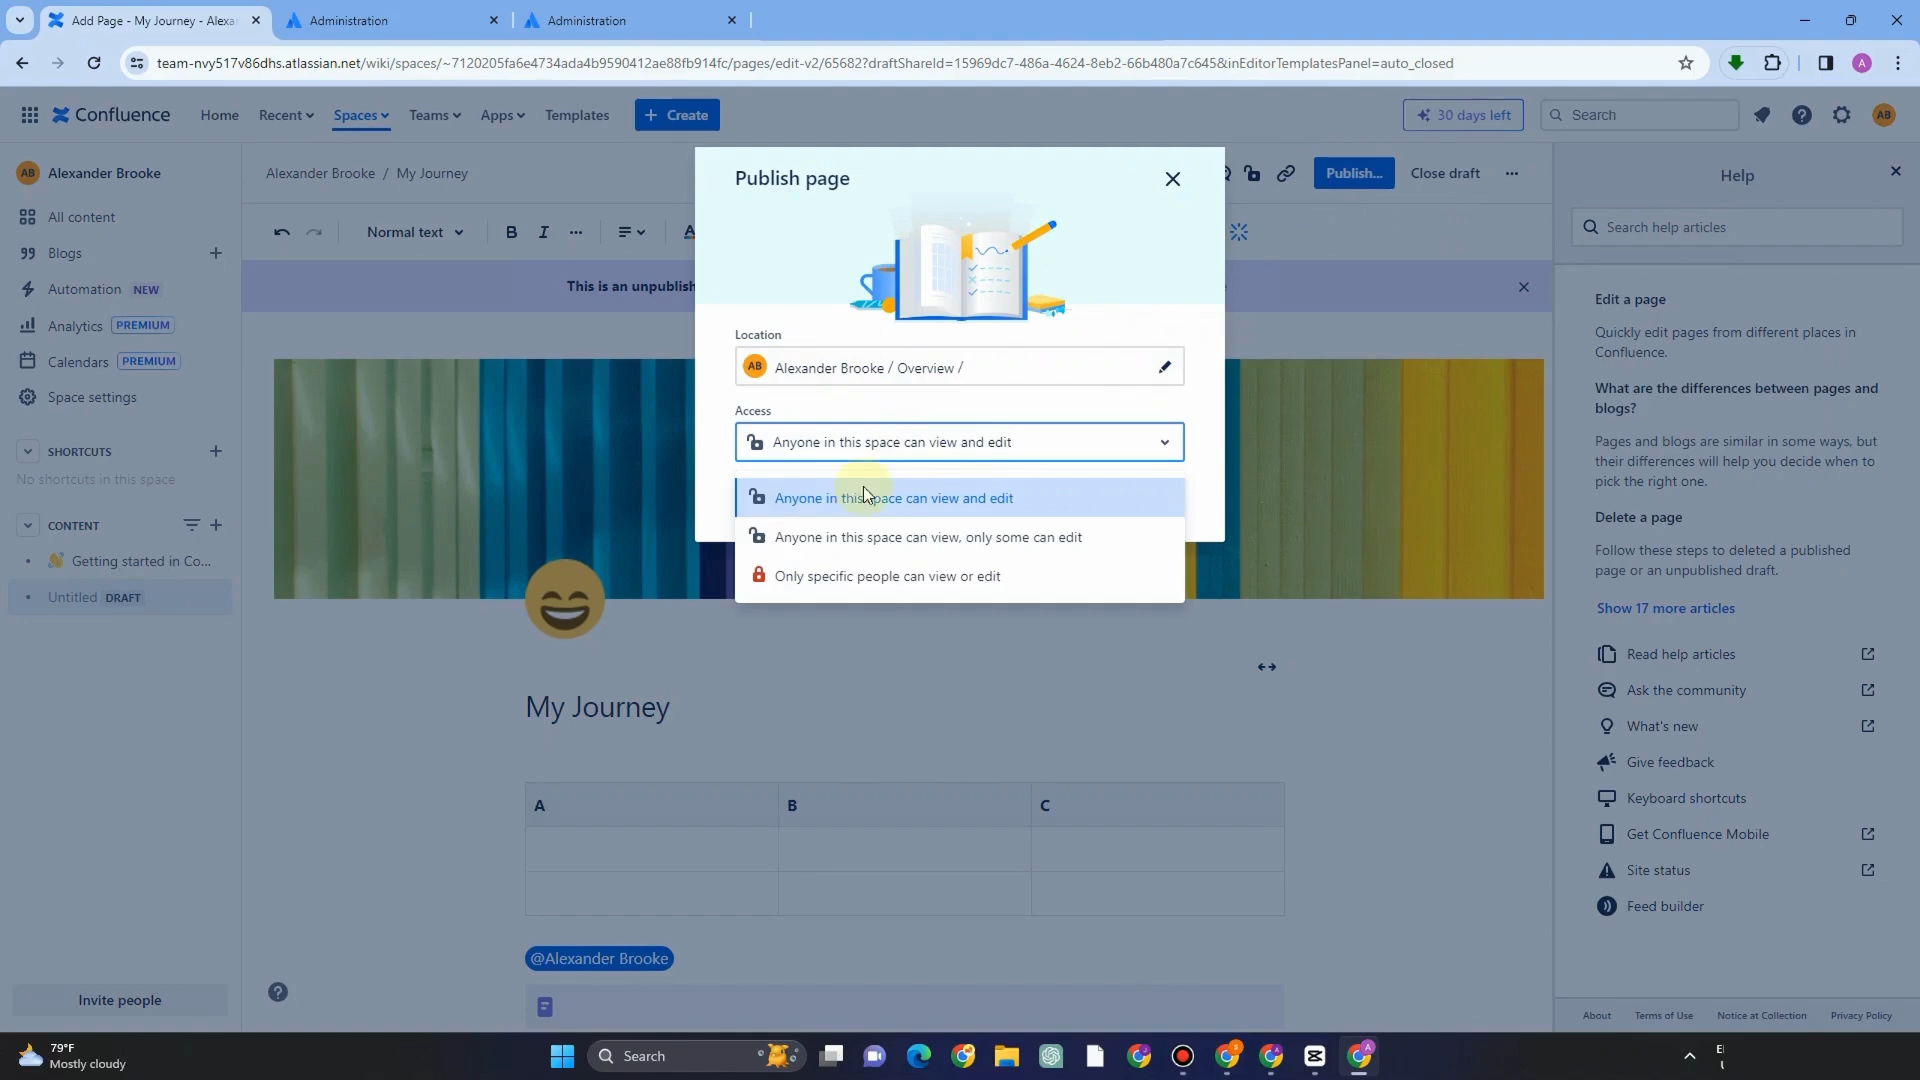 Add Page - My Journey - Alexa
Administration
Administration
team-nvy517v86dhs.atlassian.net/wiki/spaces/~7120205fa6e4734ada4b9590412ae88fb914fc/pages/edit-v2/65682?draftShareId=15969dc7-486a-4624-8eb2-66b480a7c645&inEditorTemplatesPanel=auto_closed
A
Confluence
Home
Recent
Spaces
Teams
Apps
Templates
+ Create
30 days left
Search
AB
AB Alexander Brooke
All content
Blogs
Automation NEW
Analytics PREMIUM
Calendars PREMIUM
Space settings
SHORTCUTS
No shortcuts in this space
CONTENT
Getting started in Co...
Untitled DRAFT
Invite people
Alexander Brooke / My Journey
Publish...
Close draft
Normal text
B I A
This is an unpublish
Publish page
Location
AB Alexander Brooke / Overview /
Access
Anyone in this space can view and edit
Anyone in this space can view and edit
Anyone in this space can view, only some can edit
Only specific people can view or edit
My Journey
A B C
@Alexander Brooke
Help
Search help articles
Edit a page
Quickly edit pages from different places in
Confluence.
What are the differences between pages and
blogs?
Pages and blogs are similar in some ways, but
their differences will help you decide when to
pick the right one.
Delete a page
Follow these steps to deleted a published
page or an unpublished draft.
Show 17 more articles
Read help articles
Ask the community
What's new
Give feedback
Keyboard shortcuts
Get Confluence Mobile
Site status
Feed builder
About
Terms of Use
Notice at Collection
Privacy Policy
79°F
Mostly cloudy
Search